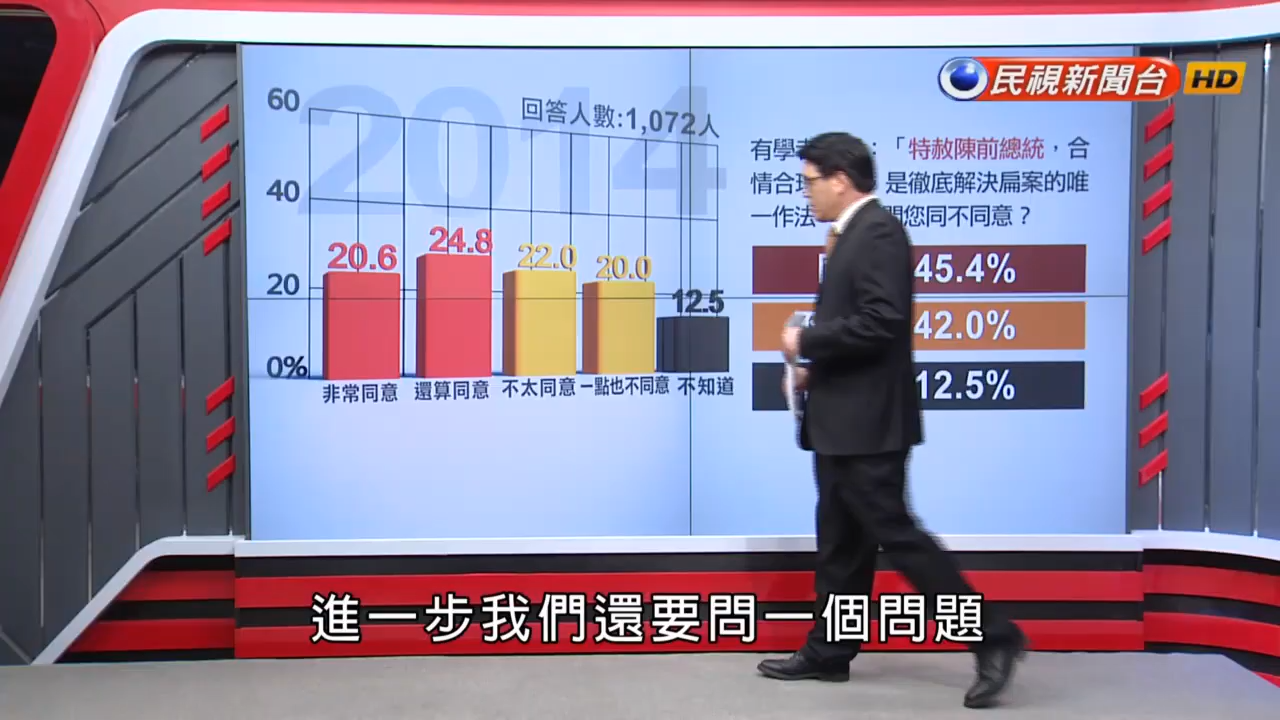 民視新聞台 HD
2014
回答人數:1,072人
60
40
20
0%
20.6
24.8
22.0
20.0
12.5
非常同意
還算同意
不太同意
一點也不同意
不知道
有學 :「特赦陳前總統,合
情合 是徹底解決扁案的唯
一作法 您同不同意?
45.4%
42.0%
12.5%
進一步我們還要問一個問題